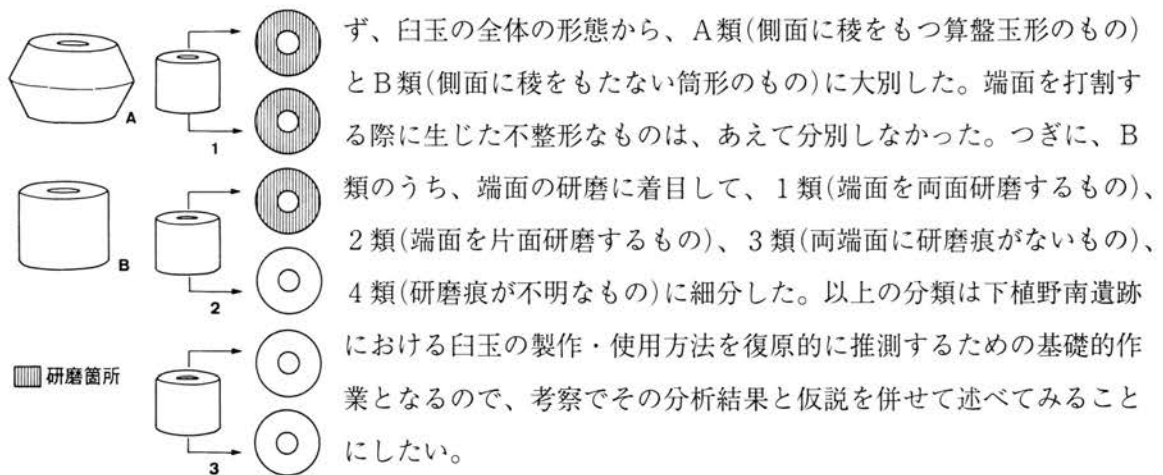 ず、臼玉の全体の形態から、A類(側面に稜をもつ算盤玉形のもの)
とB類(側面に稜をもたない筒形のもの)に大別した。端面を打割す
る際に生じた不整形なものは、あえて分別しなかった。つぎに、B
類のうち、端面の研磨に着目して、1類(端面を両面研磨するもの)、
2類(端面を片面研磨するもの)、3類(両端面に研磨痕がないもの)、
4類(研磨痕が不明なもの)に細分した。以上の分類は下植野南遺跡
における臼玉の製作・使用方法を復原的に推測するための基礎的作
業となるので、考察でその分析結果と仮説を併せて述べてみること
にしたい。
A
1
B
2
研磨箇所
3